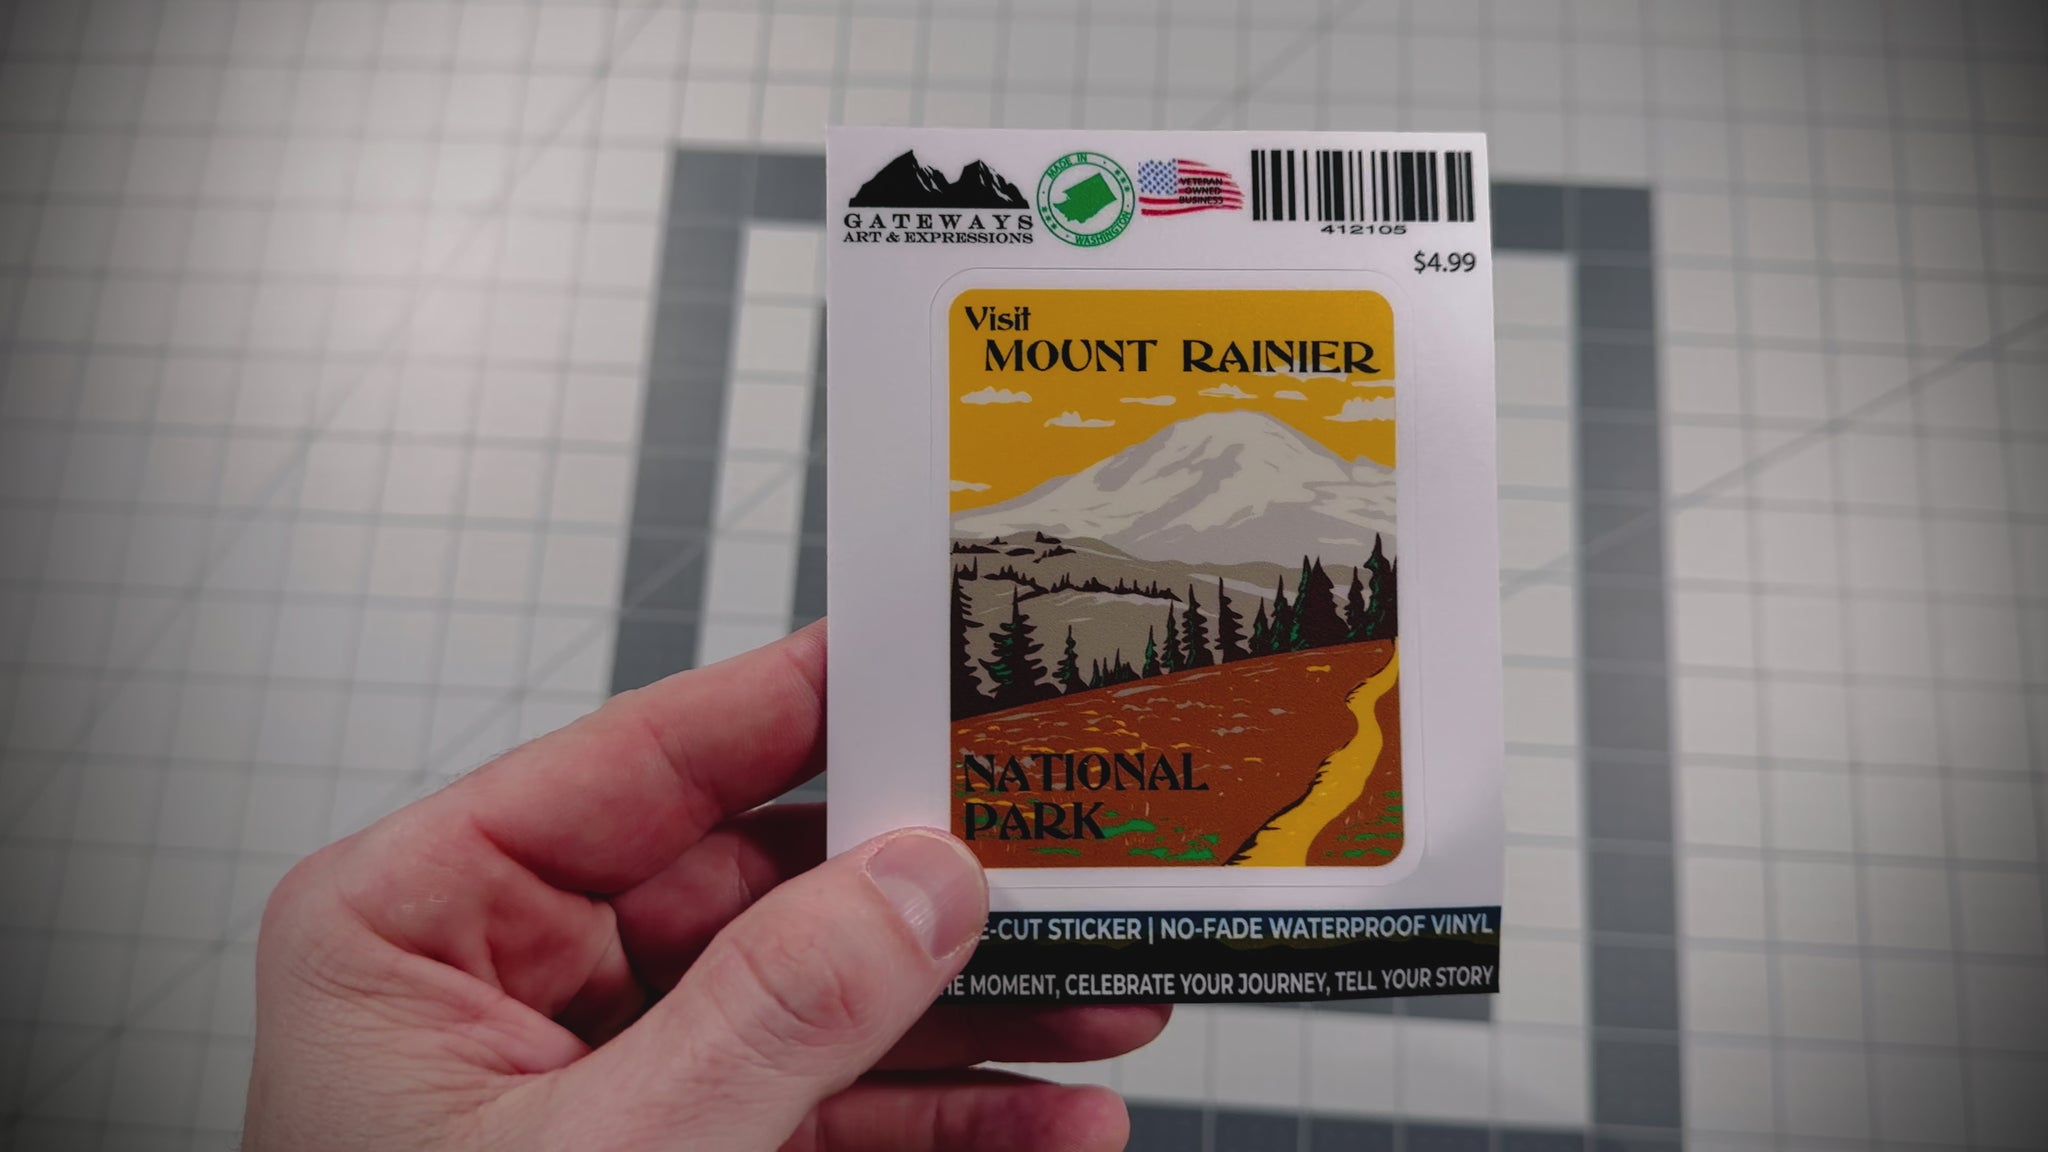 GATEWAYS
ART & EXPRESSIONS
MADE IN
WASHINGTON
VETERAN
OWNED
BUSINESS
412105
$4.99
Visit
MOUNT RAINIER
NATIONAL
PARK
E-CUT STICKER | NO-FADE WATERPROOF VINYL
HE MOMENT, CELEBRATE YOUR JOURNEY, TELL YOUR STORY